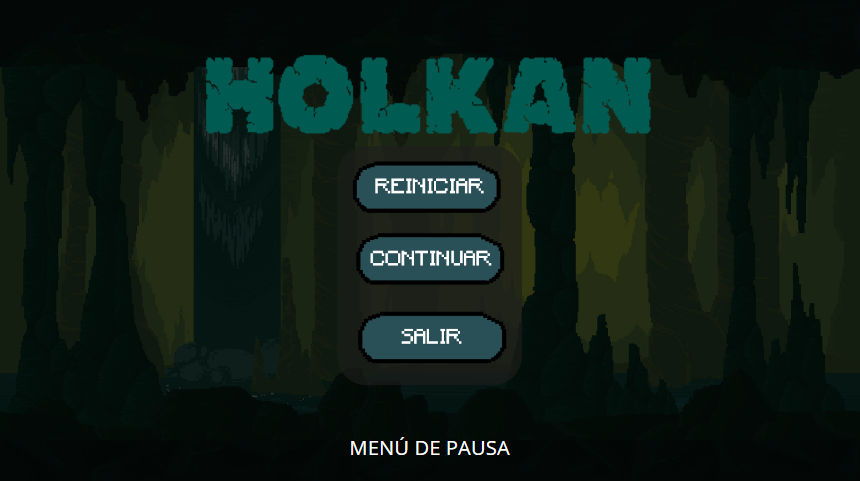 HOLKAN
REINICIAR
CONTINUAR
SALIR
MENÚ DE PAUSA